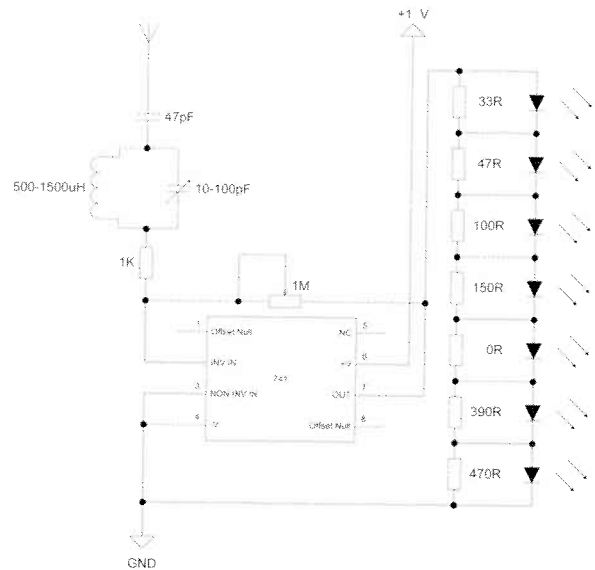 +1 V
47pF
500-1500uH
10-100pF
1K
1M
33R
47R
100R
150R
0R
390R
470R
1 Offset Null
NC 5
INV IN
741
+V 6
3 NON INV IN
OUT 7
4 -V
Offset Null 8
GND